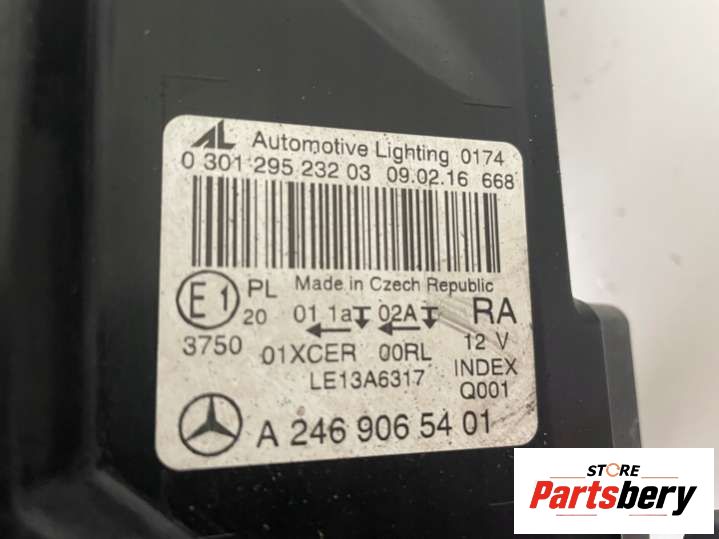 AL Automotive Lighting 0174
0 301 295 232 03 09.02.16 668
Made in Czech Republic
E1 PL 01 1a 02A RA
20
3750 01XCER 00RL 12 V
LE13A6317 INDEX
Q001
A 246 906 54 01
STORE
Partsbery